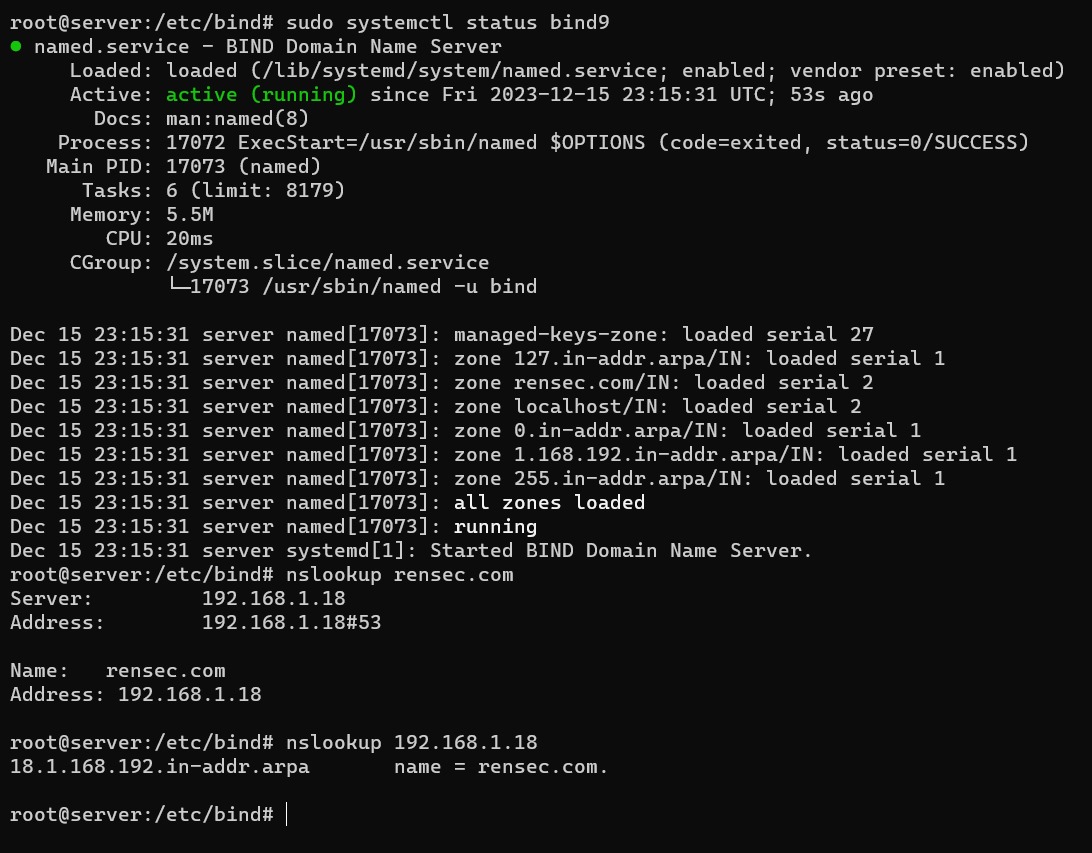 root@server:/etc/bind# sudo systemctl status bind9
● named.service - BIND Domain Name Server
     Loaded: loaded (/lib/systemd/system/named.service; enabled; vendor preset: enabled)
     Active: active (running) since Fri 2023-12-15 23:15:31 UTC; 53s ago
       Docs: man:named(8)
    Process: 17072 ExecStart=/usr/sbin/named $OPTIONS (code=exited, status=0/SUCCESS)
   Main PID: 17073 (named)
      Tasks: 6 (limit: 8179)
     Memory: 5.5M
        CPU: 20ms
     CGroup: /system.slice/named.service
             └─17073 /usr/sbin/named -u bind

Dec 15 23:15:31 server named[17073]: managed-keys-zone: loaded serial 27
Dec 15 23:15:31 server named[17073]: zone 127.in-addr.arpa/IN: loaded serial 1
Dec 15 23:15:31 server named[17073]: zone rensec.com/IN: loaded serial 2
Dec 15 23:15:31 server named[17073]: zone localhost/IN: loaded serial 2
Dec 15 23:15:31 server named[17073]: zone 0.in-addr.arpa/IN: loaded serial 1
Dec 15 23:15:31 server named[17073]: zone 1.168.192.in-addr.arpa/IN: loaded serial 1
Dec 15 23:15:31 server named[17073]: zone 255.in-addr.arpa/IN: loaded serial 1
Dec 15 23:15:31 server named[17073]: all zones loaded
Dec 15 23:15:31 server named[17073]: running
Dec 15 23:15:31 server systemd[1]: Started BIND Domain Name Server.
root@server:/etc/bind# nslookup rensec.com
Server:         192.168.1.18
Address:        192.168.1.18#53

Name:   rensec.com
Address: 192.168.1.18

root@server:/etc/bind# nslookup 192.168.1.18
18.1.168.192.in-addr.arpa       name = rensec.com.

root@server:/etc/bind#